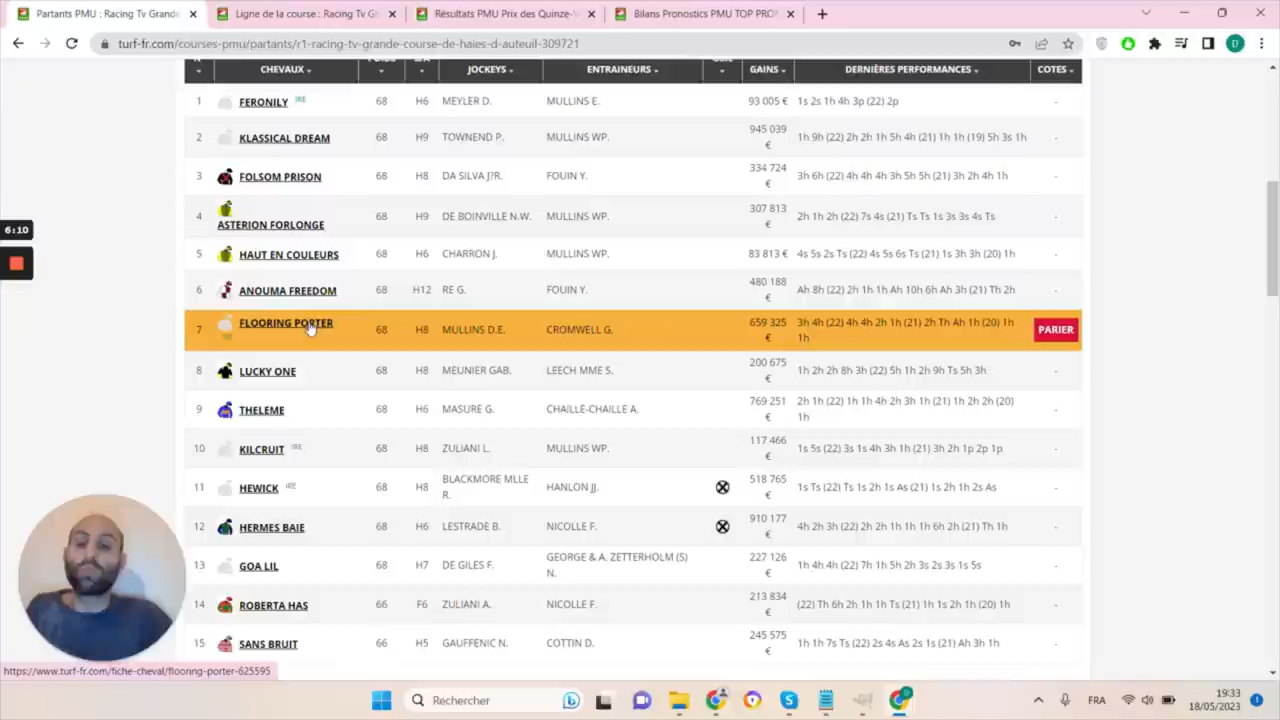 Partants PMU : Racing Tv Grande
Ligne de la course : Racing Tv Gr
Résultats PMU Prix des Quinze-V
Bilans Pronostics PMU TOP PRO
turf-fr.com/courses-pmu/partants/r1-racing-tv-grande-course-de-haies-d-auteuil-309721
CHEVAUX JOCKEYS ENTRAINEURS GAINS DERNIÈRES PERFORMANCES COTES
1 FERONILY IRE 68 H6 MEYLER D. MULLINS E. 93 005 € 1s 2s 1h 4h 3p (22) 2p -
2 KLASSICAL DREAM 68 H9 TOWNEND P. MULLINS WP. 945 039 € 1h 9h (22) 2h 2h 1h 5h 4h (21) 1h 1h (19) 5h 3s 1h -
3 FOLSOM PRISON 68 H8 DA SILVA J?R. FOUIN Y. 334 724 € 3h 6h (22) 4h 4h 4h 3h 5h 5h (21) 3h 2h 4h 1h -
4 ASTERION FORLONGE 68 H9 DE BOINVILLE N.W. MULLINS WP. 307 813 € 2h 1h 2h (22) 7s 4s (21) Ts Ts 1s 3s 3s 4s Ts -
5 HAUT EN COULEURS 68 H6 CHARRON J. MULLINS WP. 83 813 € 4s 5s 2s Ts (22) 4s 5s 6s Ts (21) 1s 3h 3h (20) 1h -
6 ANOUMA FREEDOM 68 H12 RE G. FOUIN Y. 480 188 € Ah 8h (22) 2h 1h 1h Ah 10h 6h Ah 3h (21) Th 2h -
7 FLOORING PORTER 68 H8 MULLINS D.E. CROMWELL G. 659 325 € 3h 4h (22) 4h 4h 2h 1h (21) 2h Th Ah 1h (20) 1h 1h PARIER
8 LUCKY ONE 68 H8 MEUNIER GAB. LEECH MME S. 200 675 € 1h 2h 2h 8h 3h (22) 5h 1h 2h 9h Ts 5h 3h -
9 THELEME 68 H6 MASURE G. CHAILLE-CHAILLE A. 769 251 € 2h 1h (22) 1h 1h 4h 2h 3h 1h (21) 1h 2h 2h (20) 1h -
10 KILCRUIT IRE 68 H8 ZULIANI L. MULLINS WP. 117 466 € 1s 5s (22) 3s 1s 4h 3h 1h (21) 3h 2h 1p 2p 1p -
11 HEWICK IRE 68 H8 BLACKMORE MLLE R. HANLON JJ. 518 765 € 1s Ts (22) Ts 1s 2h 1s As (21) 1s 2h 1h 2s As -
12 HERMES BAIE 68 H6 LESTRADE B. NICOLLE F. 910 177 € 4h 2h 3h (22) 2h 2h 1h 1h 1h 6h 2h (21) Th 1h -
13 GOA LIL 68 H7 DE GILES F. GEORGE & A. ZETTERHOLM (S) N. 227 126 € 1h 4h 4h (22) 7h 1h 5h 2h 3s 2s 3s 1s 5s -
14 ROBERTA HAS 66 F6 ZULIANI A. NICOLLE F. 213 834 € (22) Th 6h 2h 1h 1h Ts (21) 1h 1s 2h 1h (20) 1h -
15 SANS BRUIT 66 H5 GAUFFENIC N. COTTIN D. 245 575 € 1h 1h 7s Ts (22) 2s 4s As 2s 1s (21) Ah 3h 1h -
6:10
https://www.turf-fr.com/fiche-cheval/flooring-porter-625595
Rechercher
FRA
19:33
18/05/2023